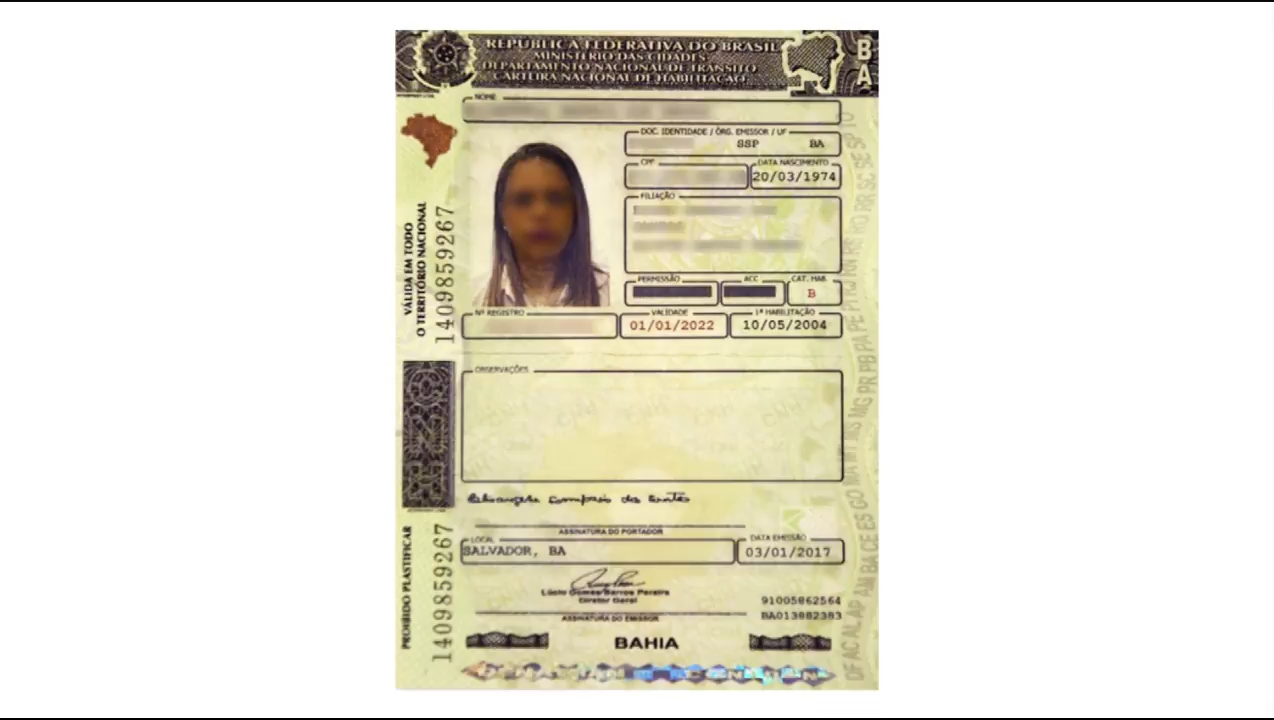 REPÚBLICA FEDERATIVA DO BRASIL
MINISTÉRIO DAS CIDADES
DEPARTAMENTO NACIONAL DE TRÂNSITO
CARTEIRA NACIONAL DE HABILITAÇÃO
BA
NOME
DOC. IDENTIDADE / ÓRG. EMISSOR / UF
SSP BA
CPF
DATA NASCIMENTO
20/03/1974
FILIAÇÃO
PERMISSÃO
ACC
CAT. HAB
B
Nº REGISTRO
VALIDADE
1ª HABILITAÇÃO
01/01/2022
10/05/2004
VÁLIDA EM TODO
O TERRITÓRIO NACIONAL
1409859267
OBSERVAÇÕES
ASSINATURA DO PORTADOR
LOCAL
SALVADOR, BA
DATA EMISSÃO
03/01/2017
Lúcio Gomes Barros Pereira
Diretor Geral
ASSINATURA DO EMISSOR
91005862564
BA013882383
PROIBIDO PLASTIFICAR
1409859267
BAHIA